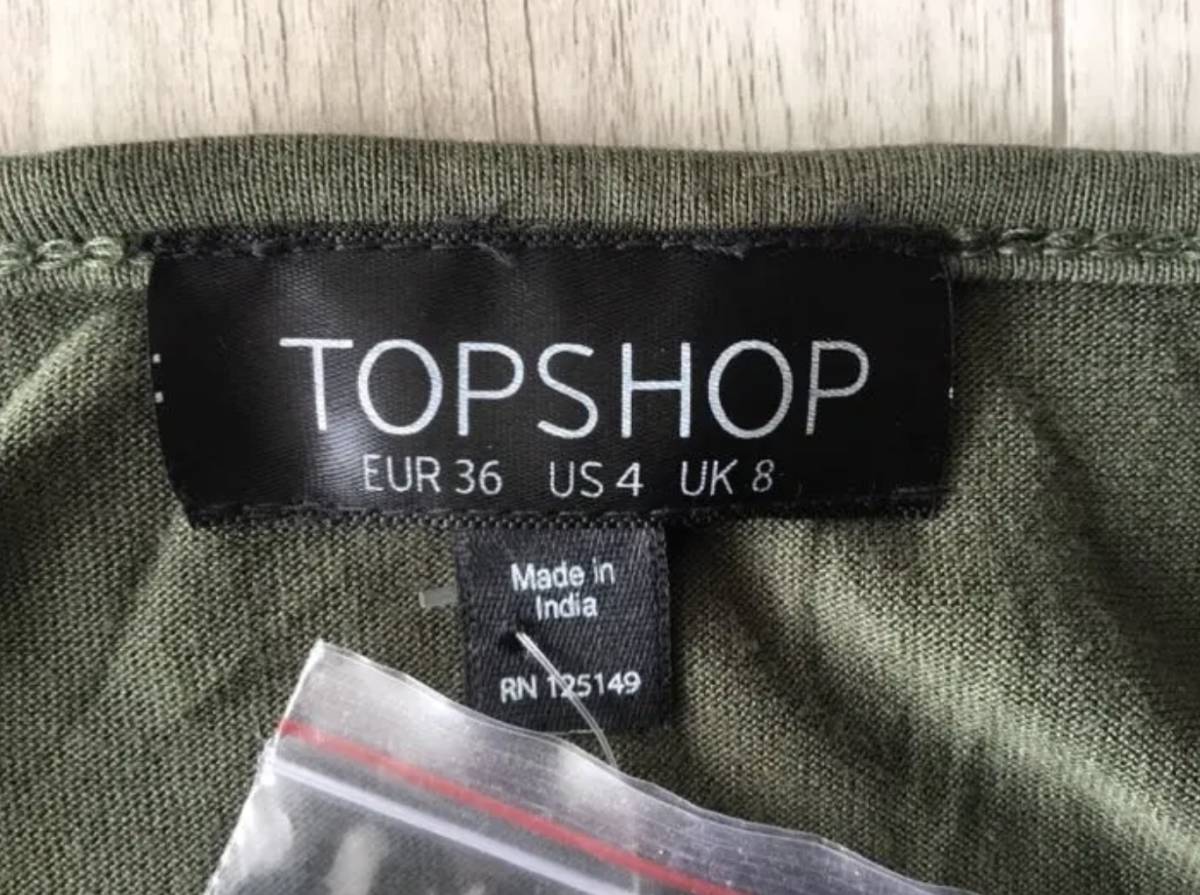 TOPSHOP
EUR 36 US 4 UK 8
Made in
India
RN 125149